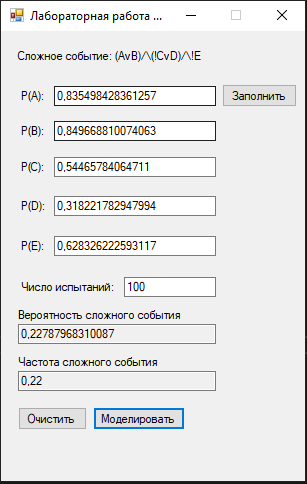 Лабораторная работа ...
Сложное событие: (AvB)/\(!CvD)/\!E
P(A): 0,835498428361257 Заполнить
P(B): 0,849668810074063
P(C): 0,54465784064711
P(D): 0,318221782947994
P(E): 0,628326222593117
Число испытаний: 100
Вероятность сложного события
0,22787968310087
Частота сложного события
0,22
Очистить Моделировать